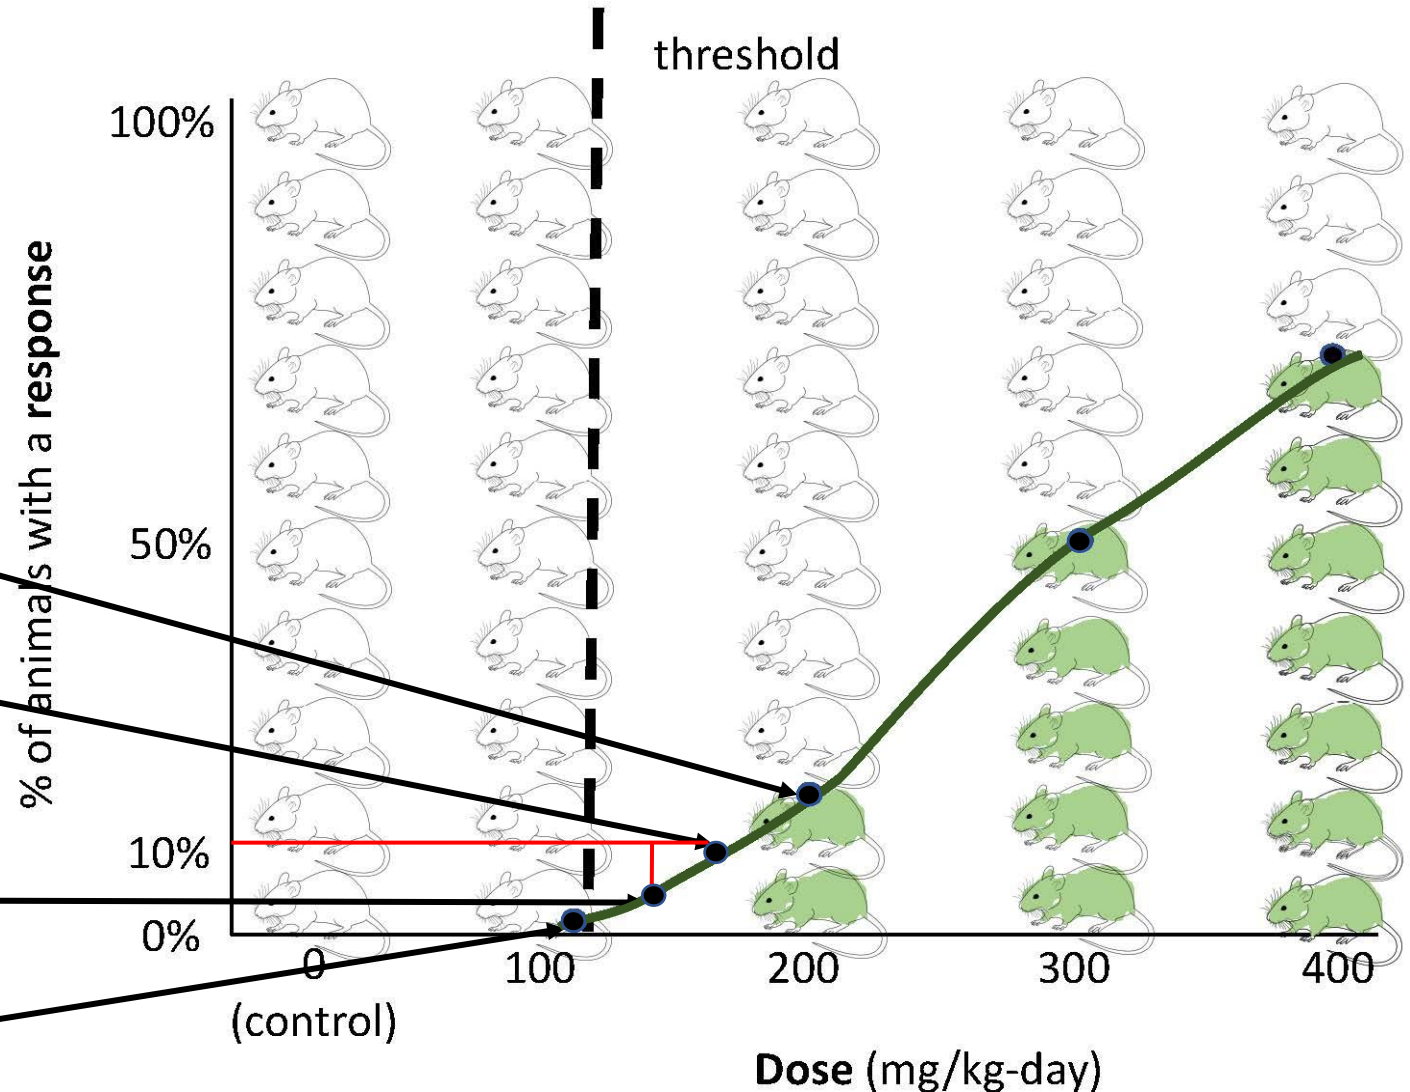 threshold
100%
% of animals with a response
50%
10%
0%
0
100
200
300
400
(control)
Dose (mg/kg-day)